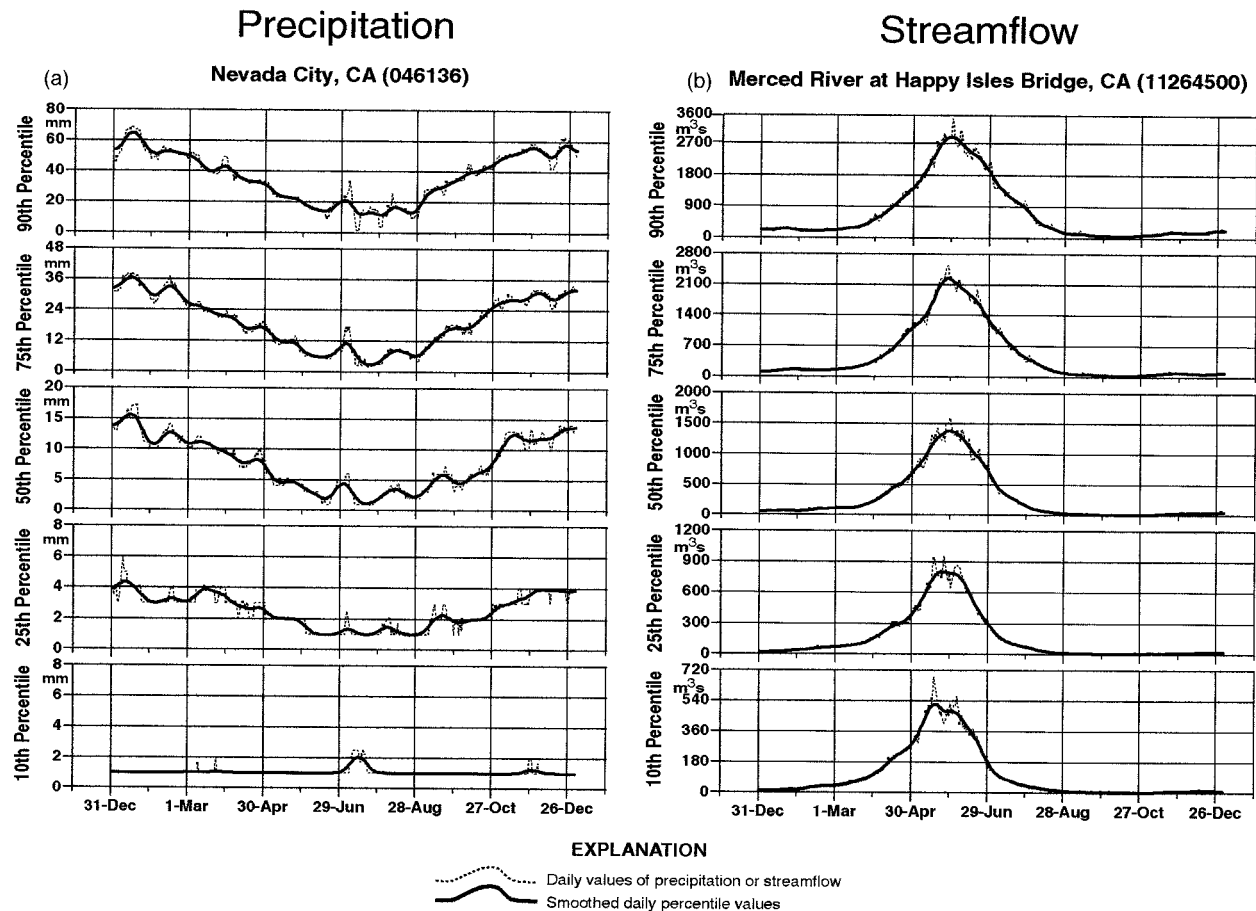 Precipitation
Streamflow
(a)
Nevada City, CA (046136)
(b) Merced River at Happy Isles Bridge, CA (11264500)
90th Percentile
80
mm
60
40
20
0
75th Percentile
48
mm
36
24
12
0
50th Percentile
20
mm
15
10
5
0
25th Percentile
8
mm
6
4
2
0
10th Percentile
8
mm
6
4
2
0
31-Dec 1-Mar 30-Apr 29-Jun 28-Aug 27-Oct 26-Dec
90th Percentile
3600
m³s
2700
1800
900
0
75th Percentile
2800
m³s
2100
1400
700
0
50th Percentile
2000
m³s
1500
1000
500
0
25th Percentile
1200
m³s
900
600
300
0
10th Percentile
720
m³s
540
360
180
0
31-Dec 1-Mar 30-Apr 29-Jun 28-Aug 27-Oct 26-Dec
EXPLANATION
Daily values of precipitation or streamflow
Smoothed daily percentile values